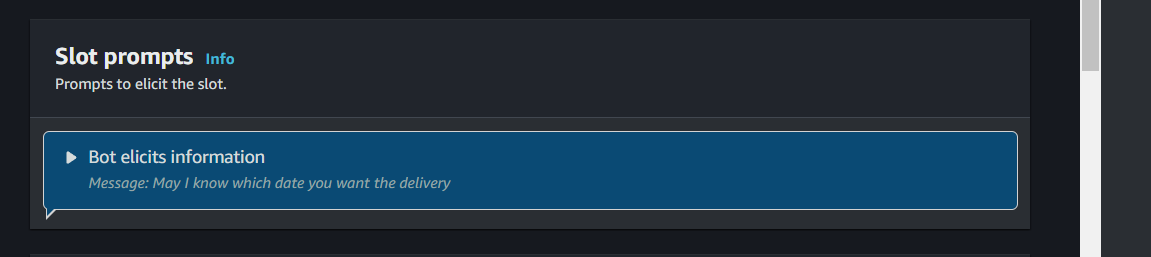 Slot prompts Info
Prompts to elicit the slot.
Bot elicits information
Message: May I know which date you want the delivery